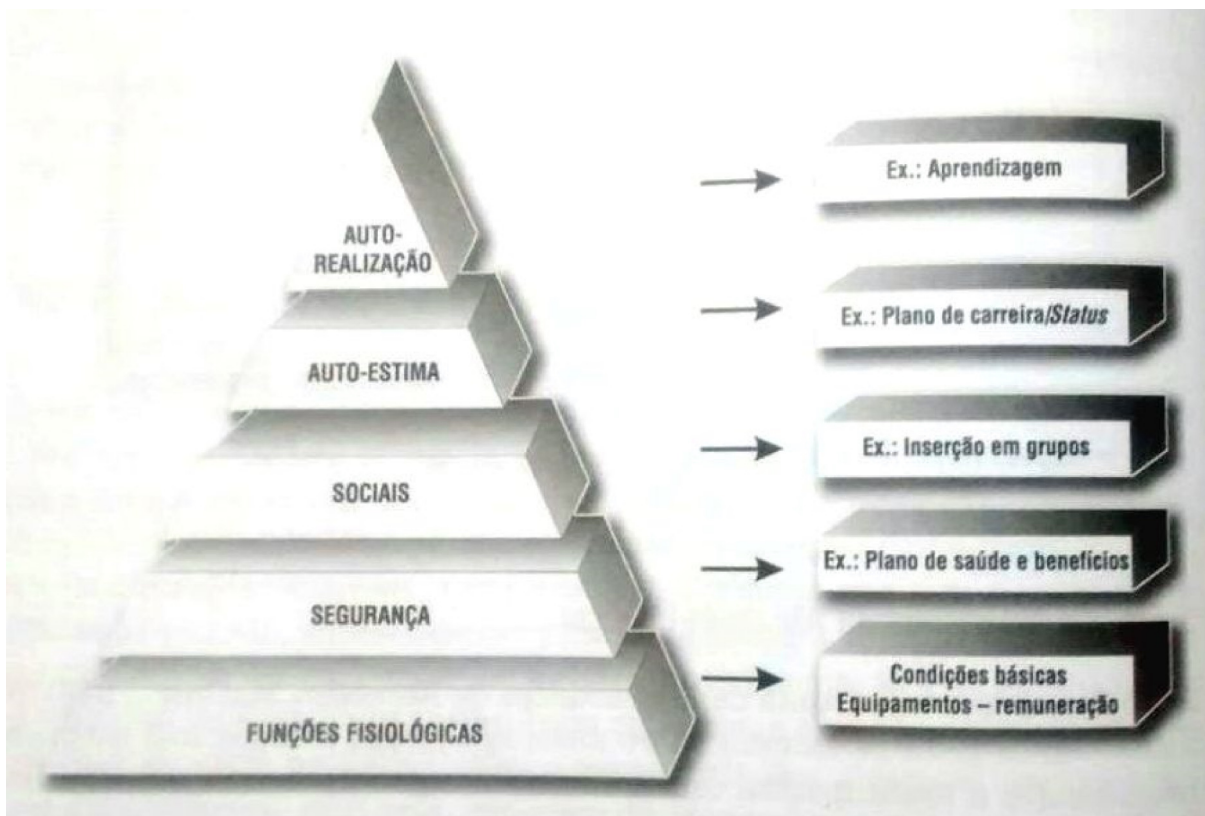 AUTO-
REALIZAÇÃO
Ex.: Aprendizagem
AUTO-ESTIMA
Ex.: Plano de carreira/Status
SOCIAIS
Ex.: Inserção em grupos
SEGURANÇA
Ex.: Plano de saúde e benefícios
FUNÇÕES FISIOLÓGICAS
Condições básicas
Equipamentos – remuneração